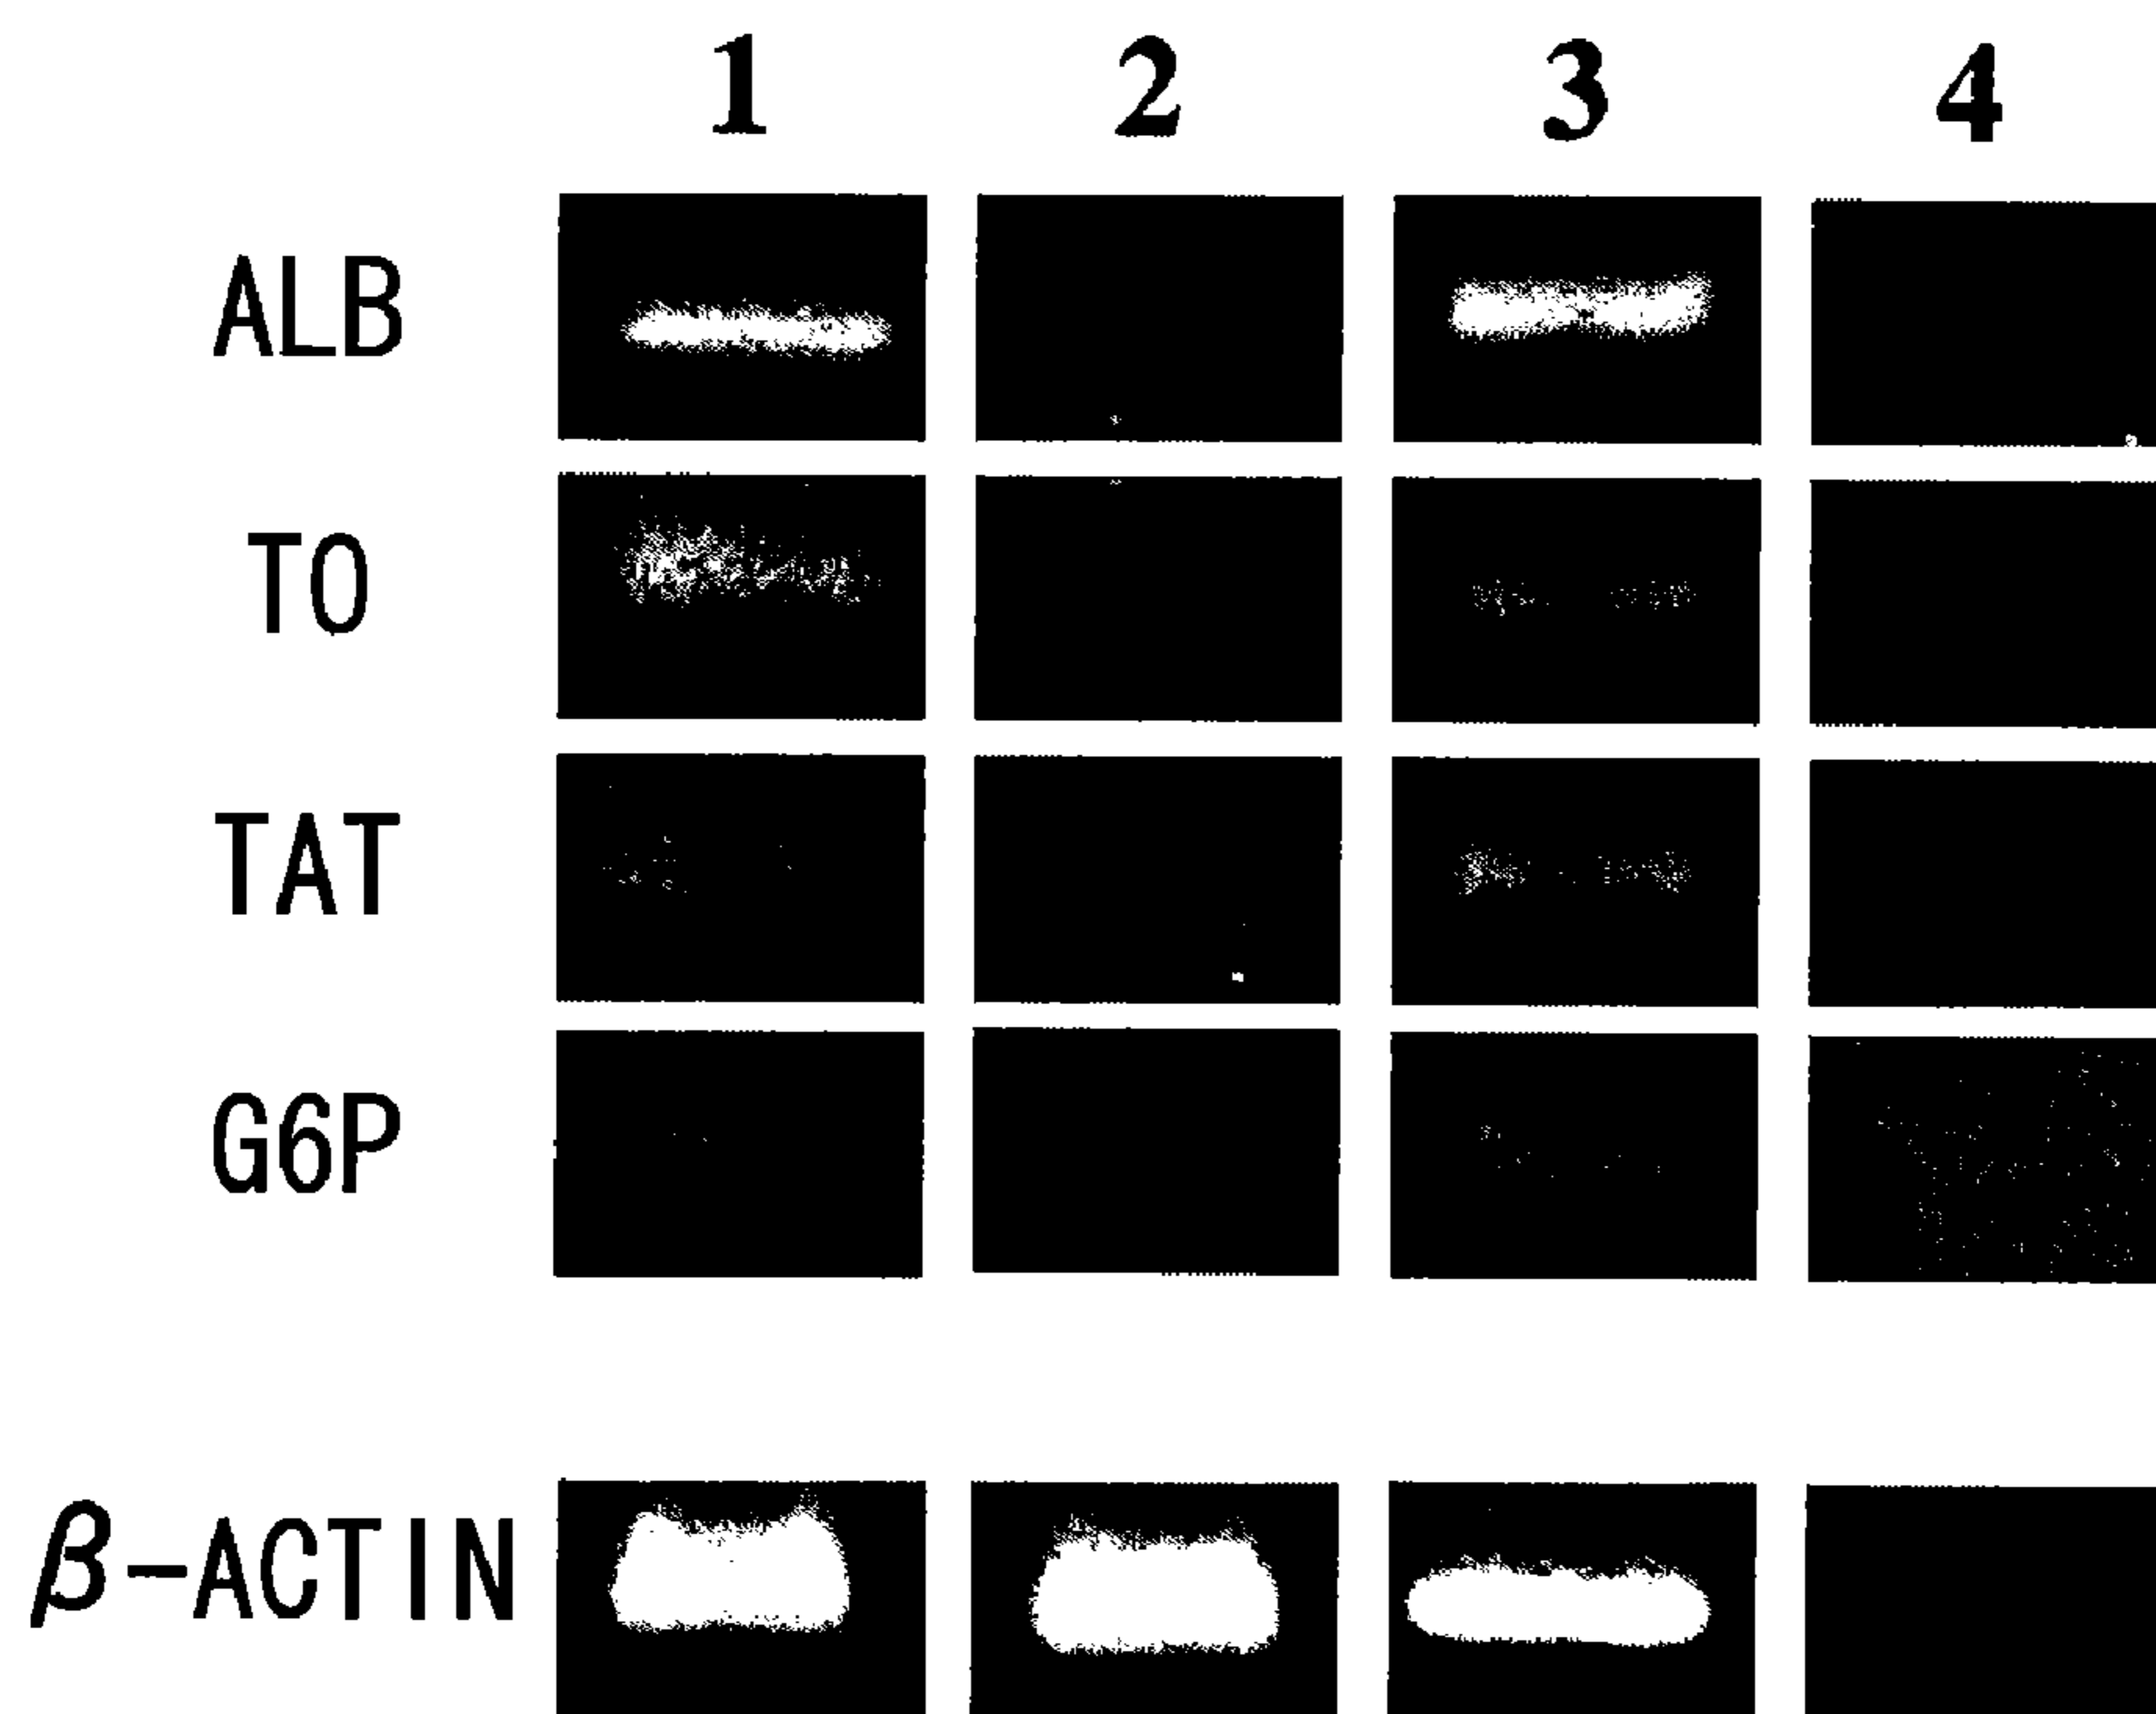 1 2 3 4
ALB
TO
TAT
G6P
β-ACTIN